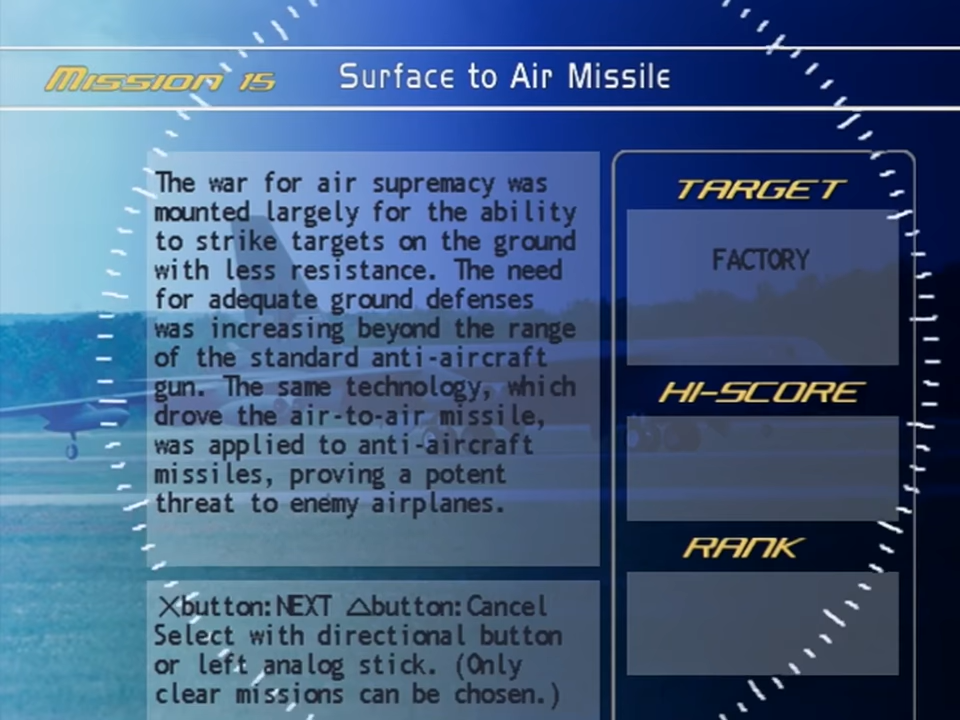 Mission 15
Surface to Air Missile
The war for air supremacy was
mounted largely for the ability
to strike targets on the ground
with less resistance. The need
for adequate ground defenses
was increasing beyond the range
of the standard anti-aircraft
gun. The same technology, which
drove the air-to-air missile,
was applied to anti-aircraft
missiles, proving a potent
threat to enemy airplanes.
TARGET
FACTORY
HI-SCORE
RANK
×button:NEXT △button:Cancel
Select with directional button
or left analog stick. (Only
clear missions can be chosen.)